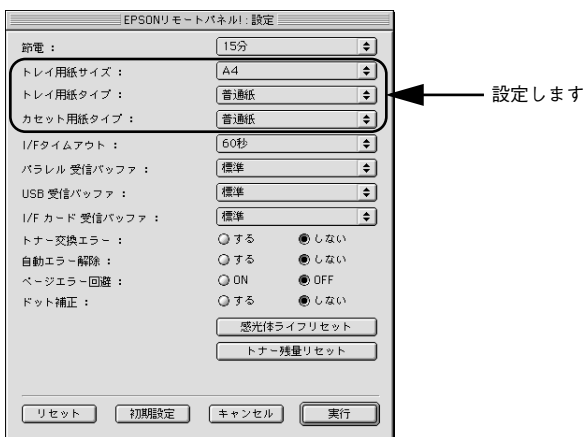 EPSONリモートパネル! : 設定
節電 : 15分
トレイ用紙サイズ : A4
トレイ用紙タイプ : 普通紙
カセット用紙タイプ : 普通紙
設定します
I/Fタイムアウト : 60秒
パラレル 受信バッファ : 標準
USB 受信バッファ : 標準
I/F カード 受信バッファ : 標準
トナー交換エラー : する しない
自動エラー解除 : する しない
ページエラー回避 : ON OFF
ドット補正 : する しない
感光体ライフリセット
トナー残量リセット
リセット 初期設定 キャンセル 実行